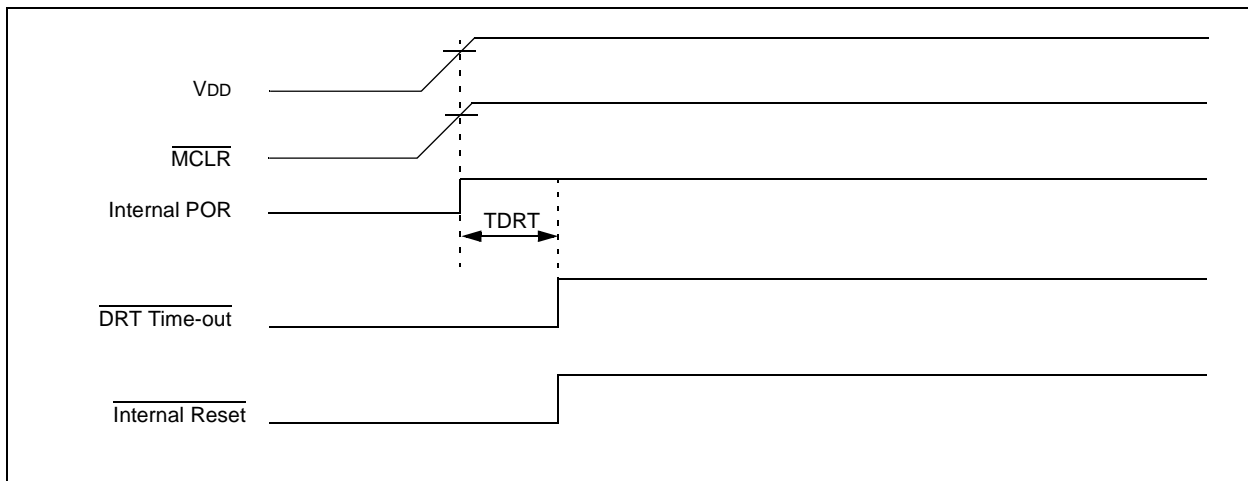 VDD
MCLR
Internal POR
TDRT
DRT Time-out
Internal Reset